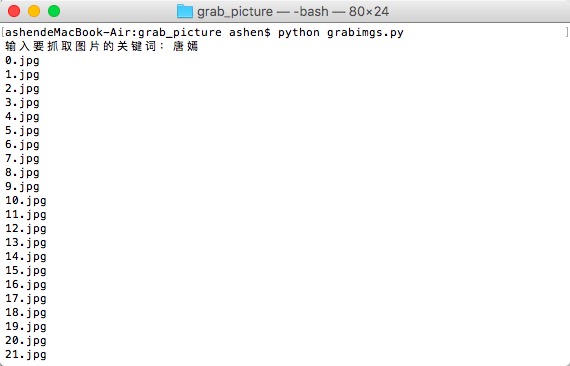 grab_picture — -bash — 80×24
[ashendeMacBook-Air:grab_picture ashen$ python grabimgs.py ]
输入要抓取图片的关键词：唐嫣
0.jpg
1.jpg
2.jpg
3.jpg
4.jpg
5.jpg
6.jpg
7.jpg
8.jpg
9.jpg
10.jpg
11.jpg
12.jpg
13.jpg
14.jpg
15.jpg
16.jpg
17.jpg
18.jpg
19.jpg
20.jpg
21.jpg